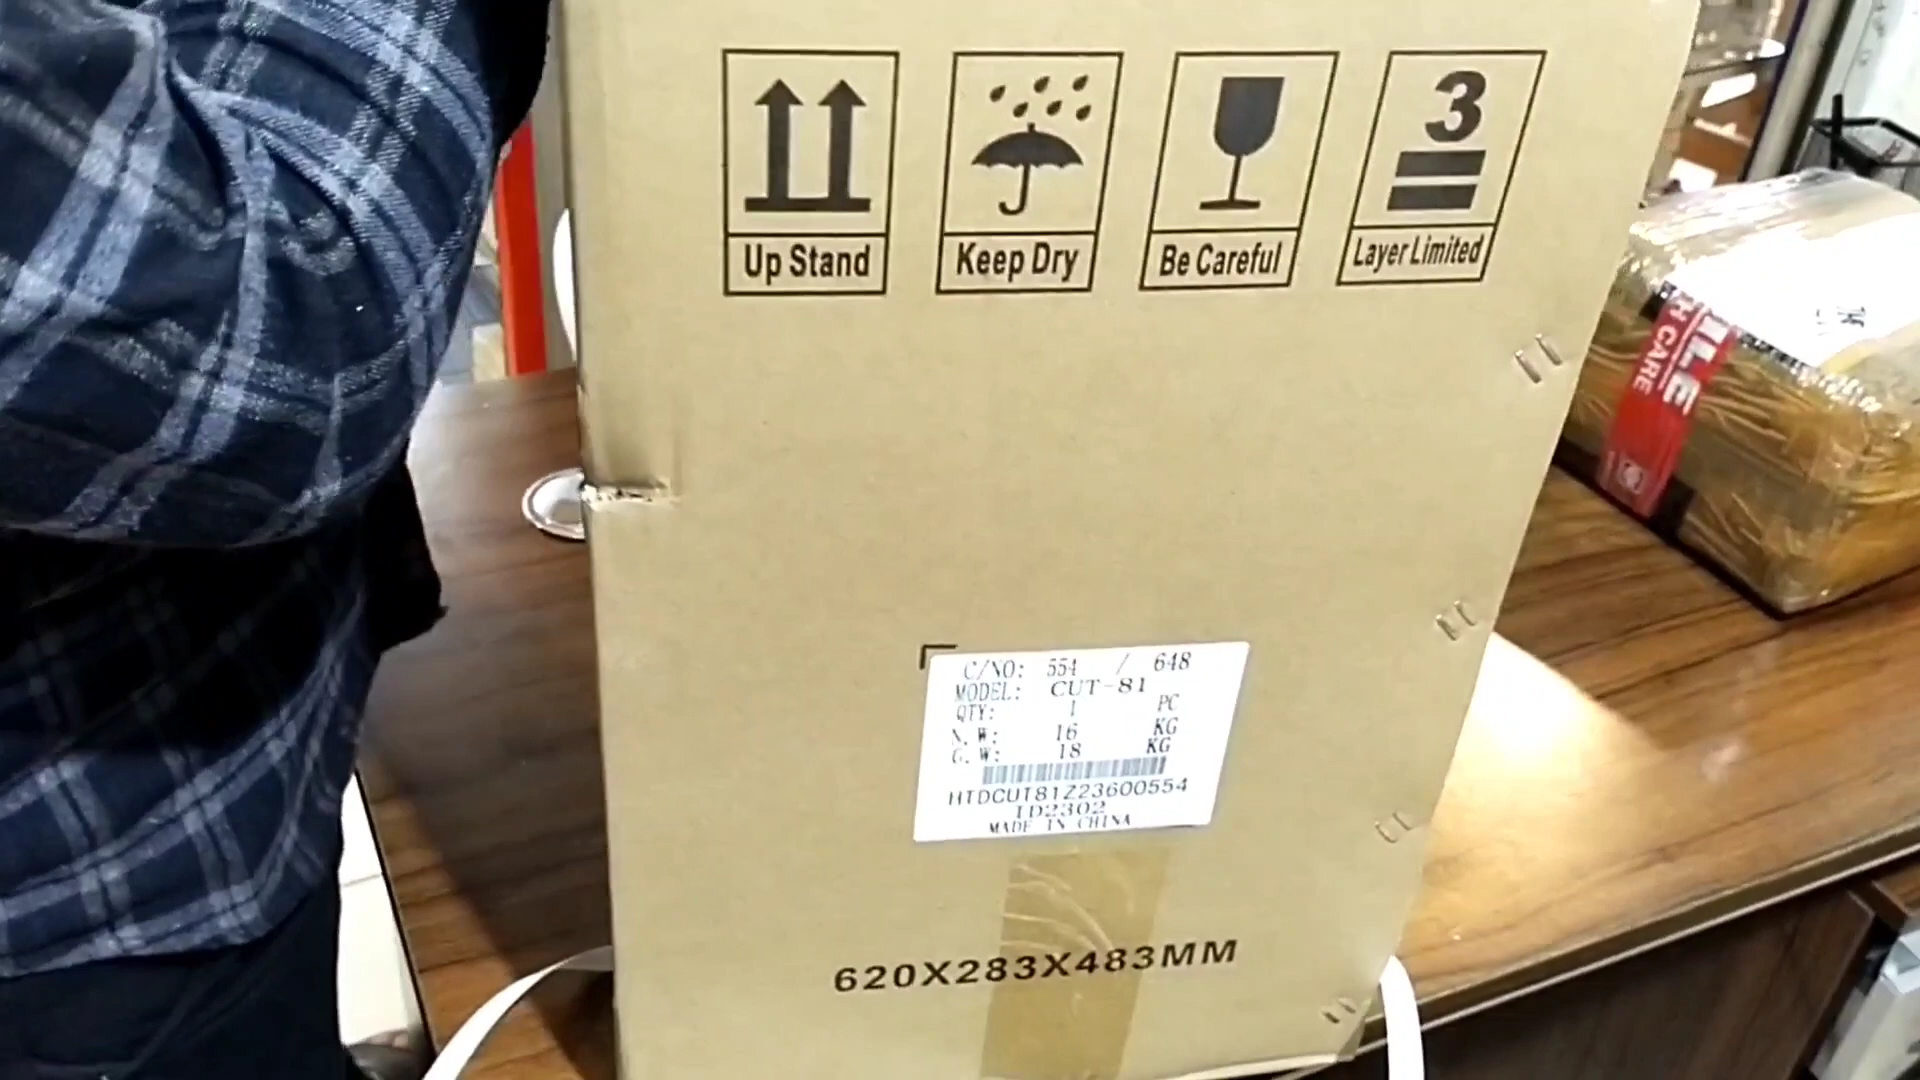 3
Up Stand
Keep Dry
Be Careful
Layer Limited
C/NO: 554 / 648
MODEL: CUT-81
QTY: 1 PC
N.W: 16 KG
G.W: 18 KG
HTDCUT81Z23600554
ID2302
MADE IN CHINA
620X283X483MM
CARE